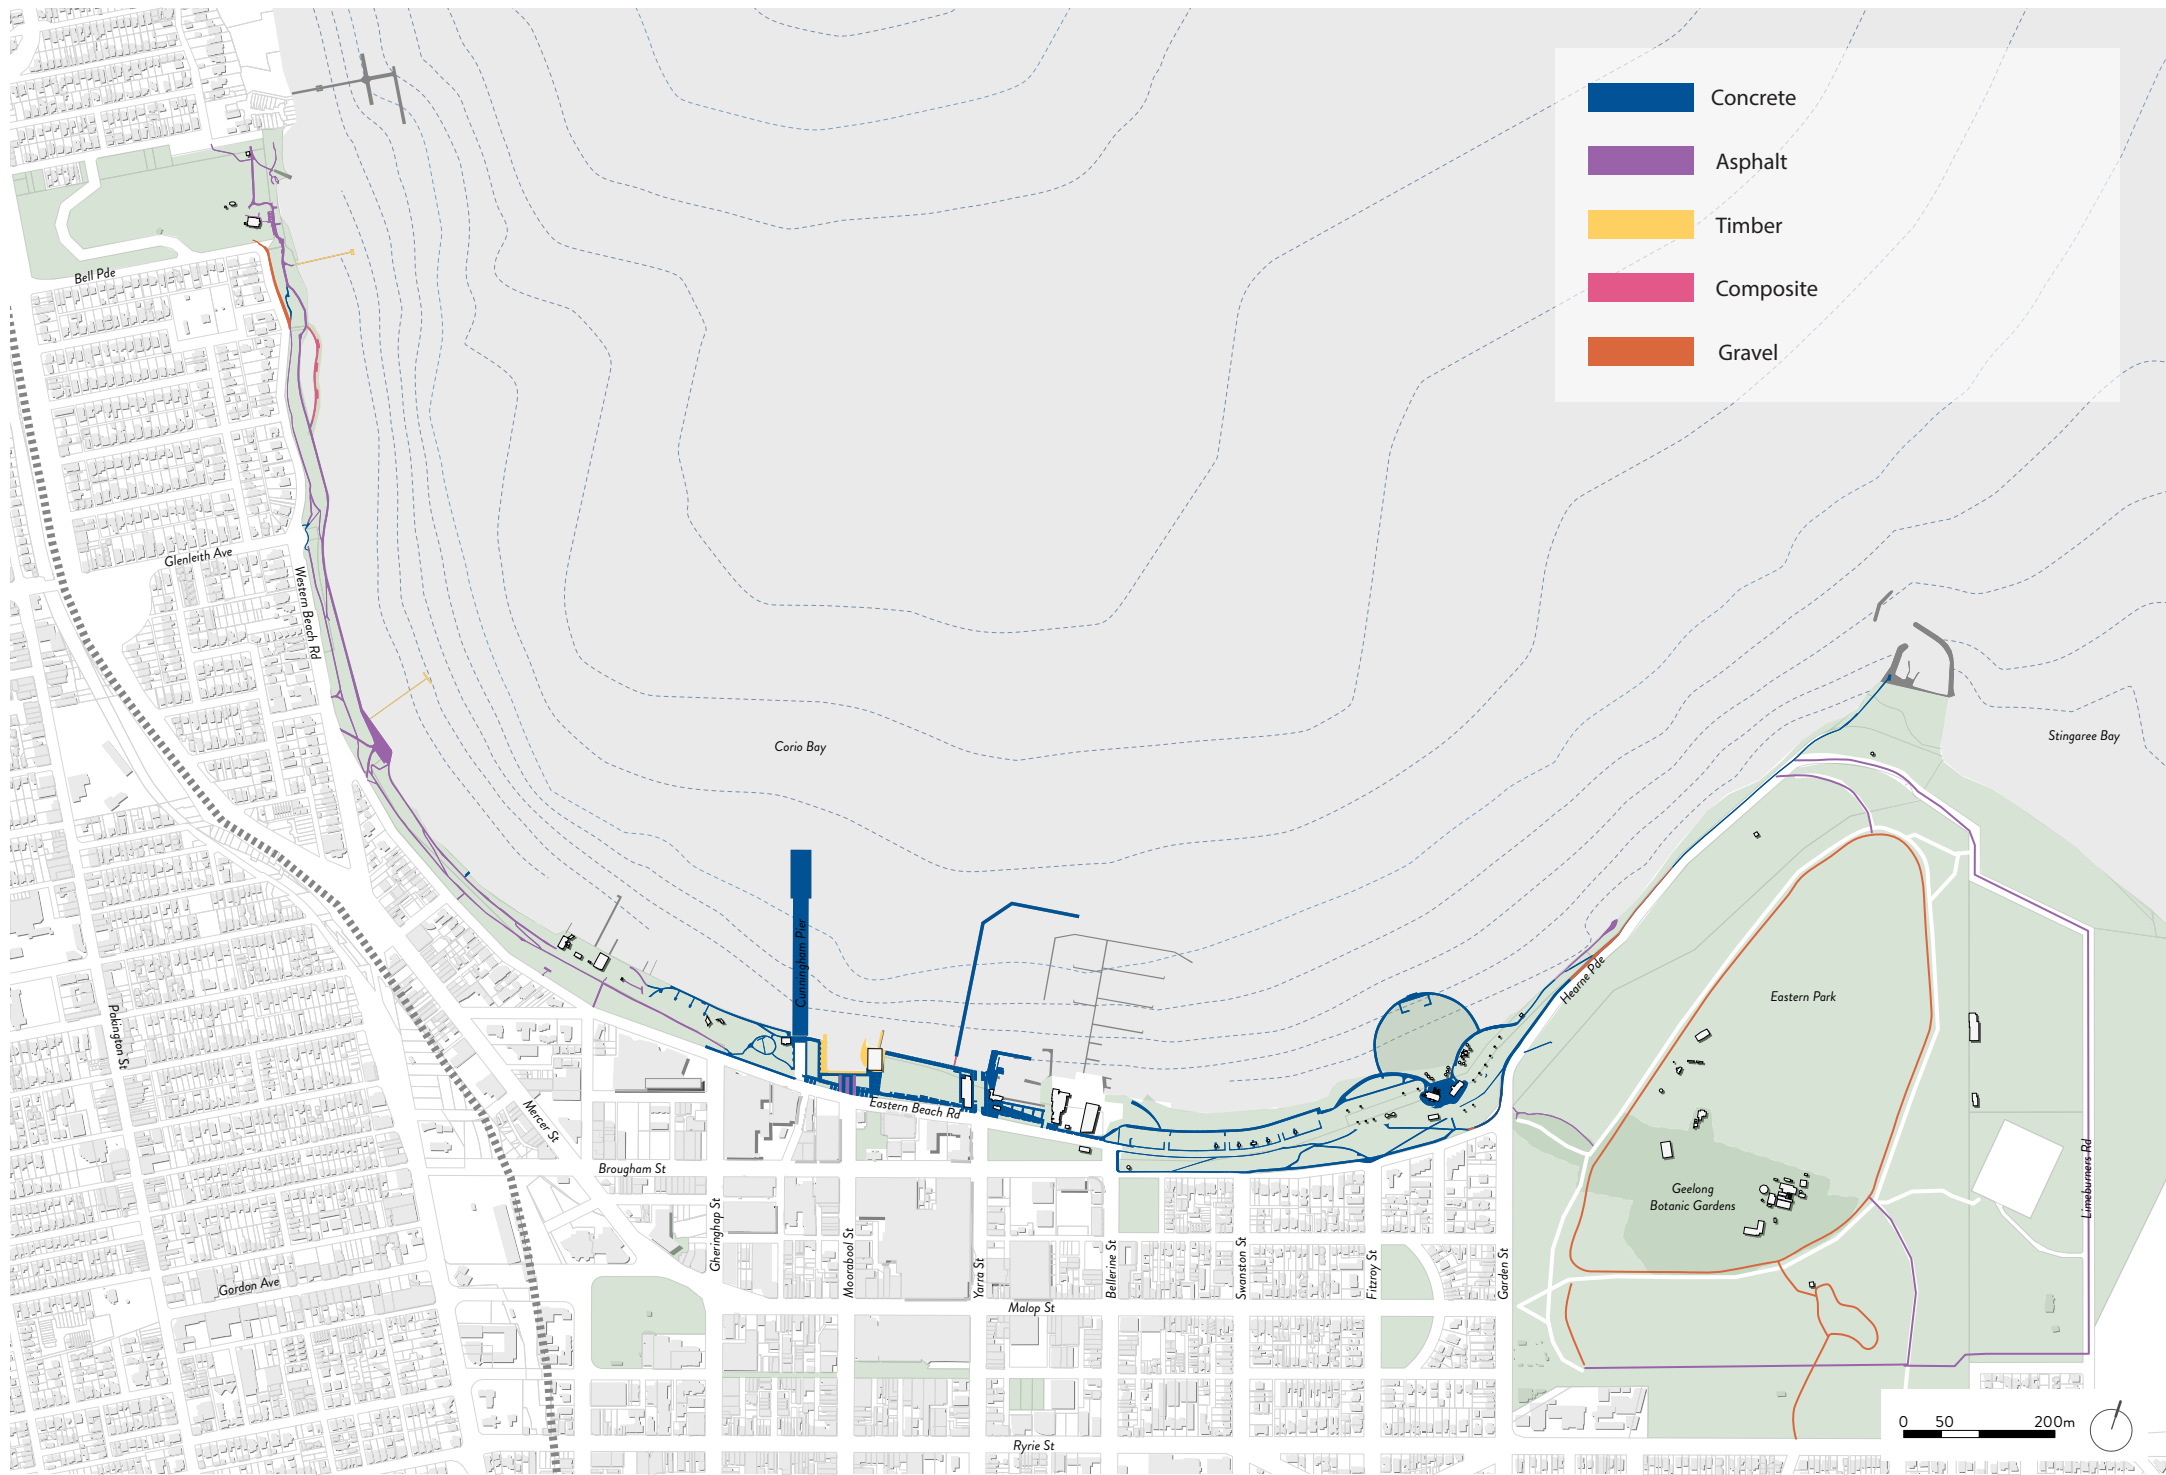 Concrete
Asphalt
Timber
Composite
Gravel
Bell Pde
Glenleith Ave
Western Beach Rd
Corio Bay
Stingaree Bay
Cunningham Pier
Hearne Pde
Eastern Park
Pakington St
Mercer St
Eastern Beach Rd
Brougham St
Geelong
Botanic Gardens
Limeburners Rd
Gheringhap St
Moorabool St
Yarra St
Bellerine St
Swanston St
Fitzroy St
Garden St
Gordon Ave
Malop St
Ryrie St
0 50 200m